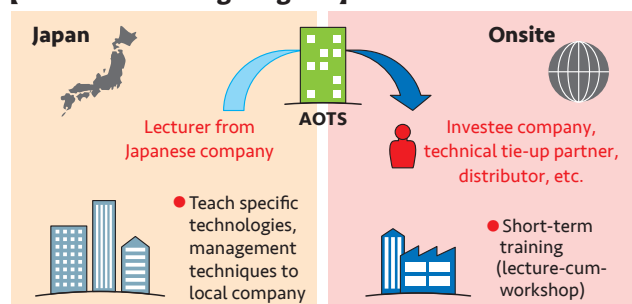 Japan
Onsite
AOTS
Lecturer from
Japanese company
Investee company,
technical tie-up partner,
distributor, etc.
● Teach specific
technologies,
management
techniques to
local company
● Short-term
training
(lecture-cum-
workshop)